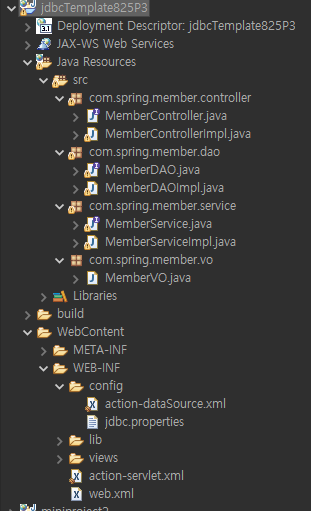 jdbcTemplate825P3
Deployment Descriptor: jdbcTemplate825P3
JAX-WS Web Services
Java Resources
src
com.spring.member.controller
MemberController.java
MemberControllerImpl.java
com.spring.member.dao
MemberDAO.java
MemberDAOImpl.java
com.spring.member.service
MemberService.java
MemberServiceImpl.java
com.spring.member.vo
MemberVO.java
Libraries
build
WebContent
META-INF
WEB-INF
config
action-dataSource.xml
jdbc.properties
lib
views
action-servlet.xml
web.xml